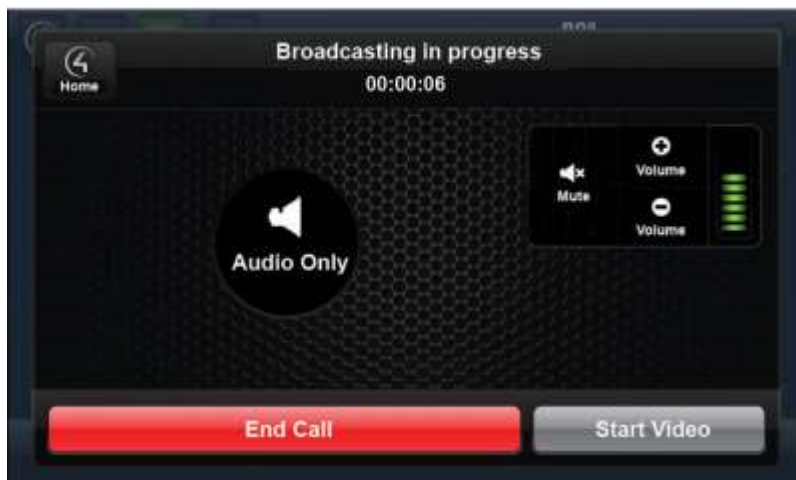 Broadcasting in progress
00:00:06
Home
Volume
Mute
Volume
Audio Only
End Call
Start Video